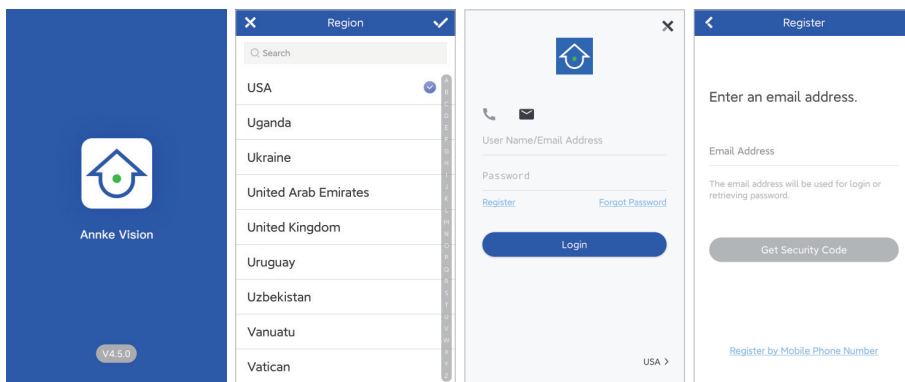 Annke Vision
V4.5.0
Region
Search
USA
Uganda
Ukraine
United Arab Emirates
United Kingdom
Uruguay
Uzbekistan
Vanuatu
Vatican
User Name/Email Address
Password
Register
Forgot Password
Login
USA >
Register
Enter an email address.
Email Address
The email address will be used for login or
retrieving password.
Get Security Code
Register by Mobile Phone Number